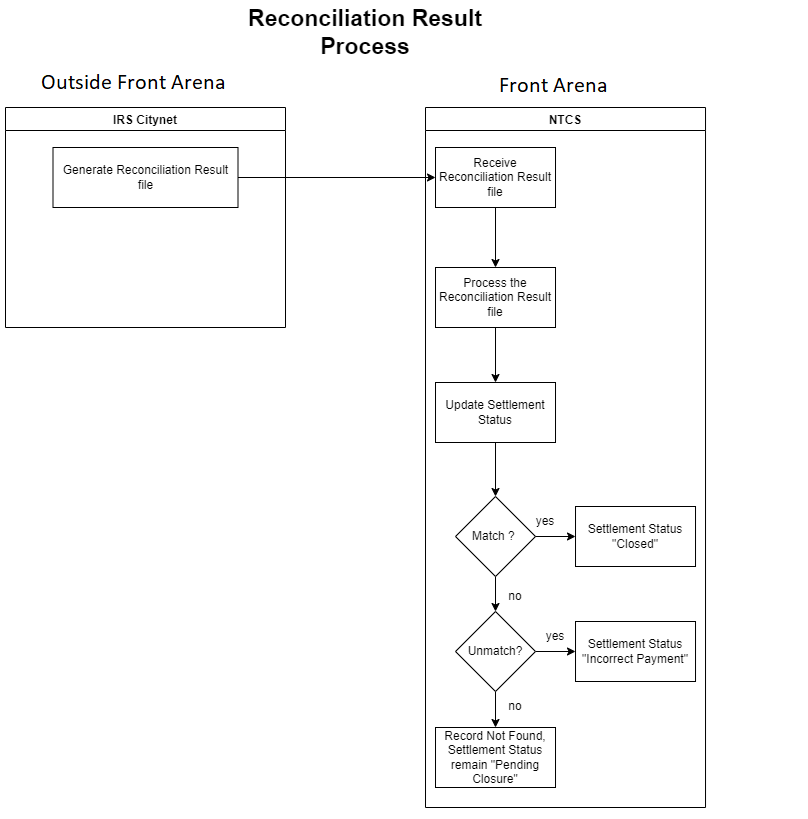 Reconciliation Result
Process
Outside Front Arena
Front Arena
IRS Citynet
NTCS
Generate Reconciliation Result
file
Receive
Reconciliation Result
file
Process the
Reconciliation Result
file
Update Settlement
Status
Match ?
yes
Settlement Status
"Closed"
no
Unmatch?
yes
Settlement Status
"Incorrect Payment"
no
Record Not Found,
Settlement Status
remain "Pending
Closure"